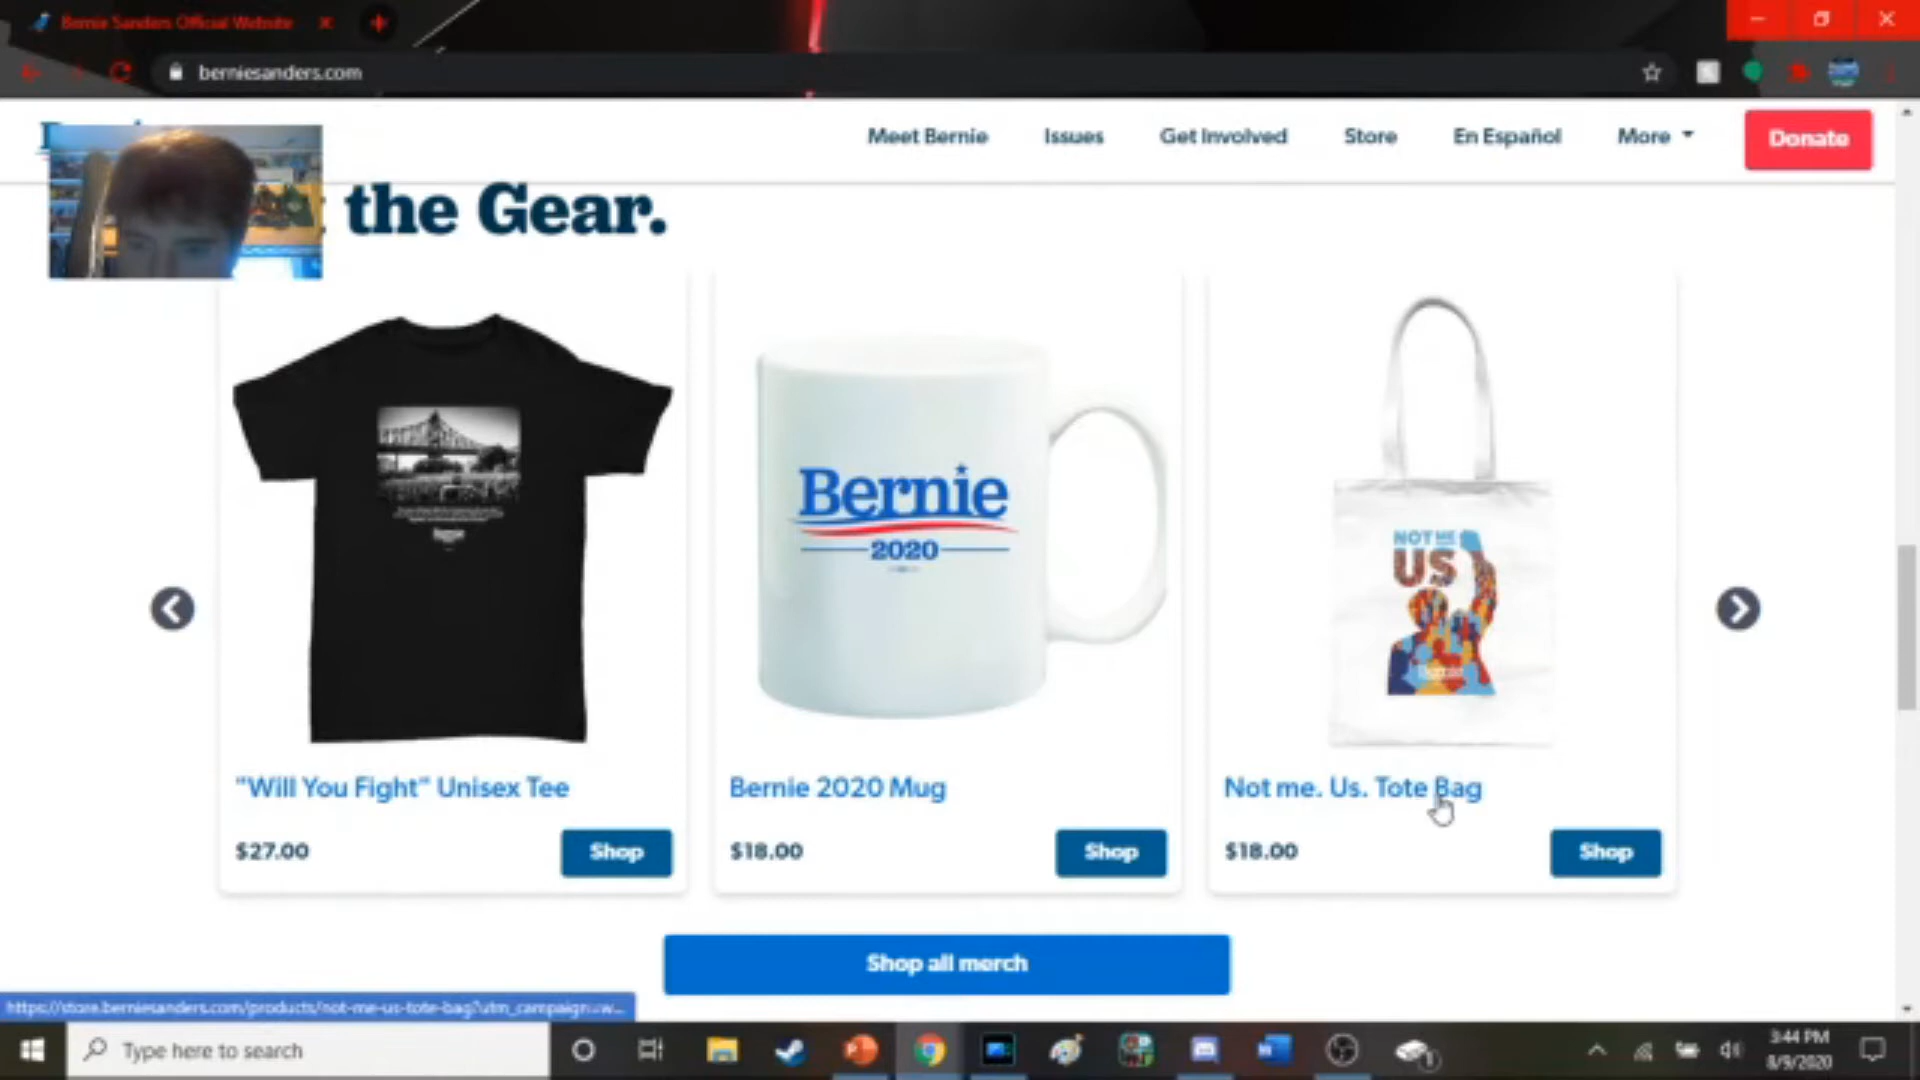 Bernie Sanders Official Website
berniesanders.com
Meet Bernie
Issues
Get Involved
Store
En Español
More
Donate
the Gear.
Bernie
2020
NOT ME
US
"Will You Fight" Unisex Tee
Bernie 2020 Mug
Not me. Us. Tote Bag
$27.00
Shop
$18.00
Shop
$18.00
Shop
Shop all merch
https://store.berniesanders.com/products/not-me-us-tote-bag?utm_campaign=w...
Type here to search
3:44 PM
8/9/2020